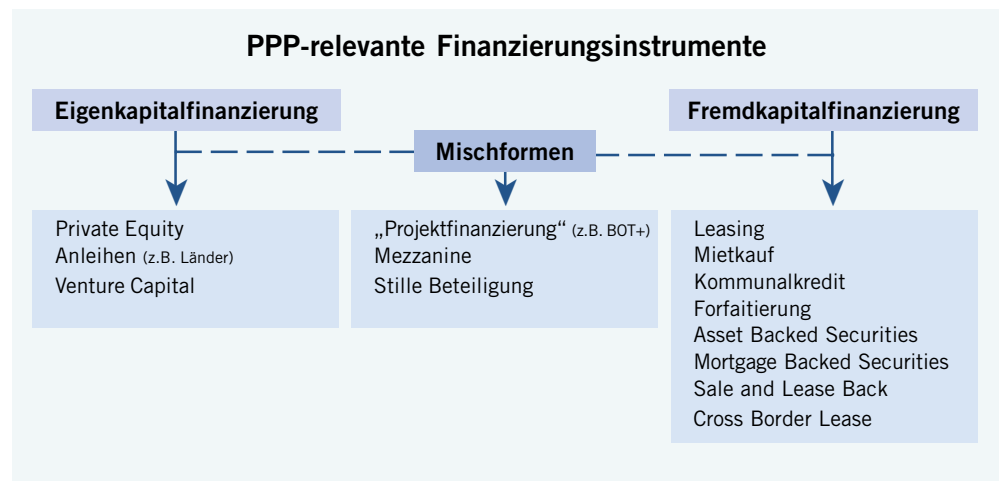 PPP-relevante Finanzierungsinstrumente
Eigenkapitalfinanzierung
Fremdkapitalfinanzierung
Mischformen
Private Equity
Anleihen (z.B. Länder)
Venture Capital
„Projektfinanzierung“ (z.B. BOT+)
Mezzanine
Stille Beteiligung
Leasing
Mietkauf
Kommunalkredit
Forfaitierung
Asset Backed Securities
Mortgage Backed Securities
Sale and Lease Back
Cross Border Lease